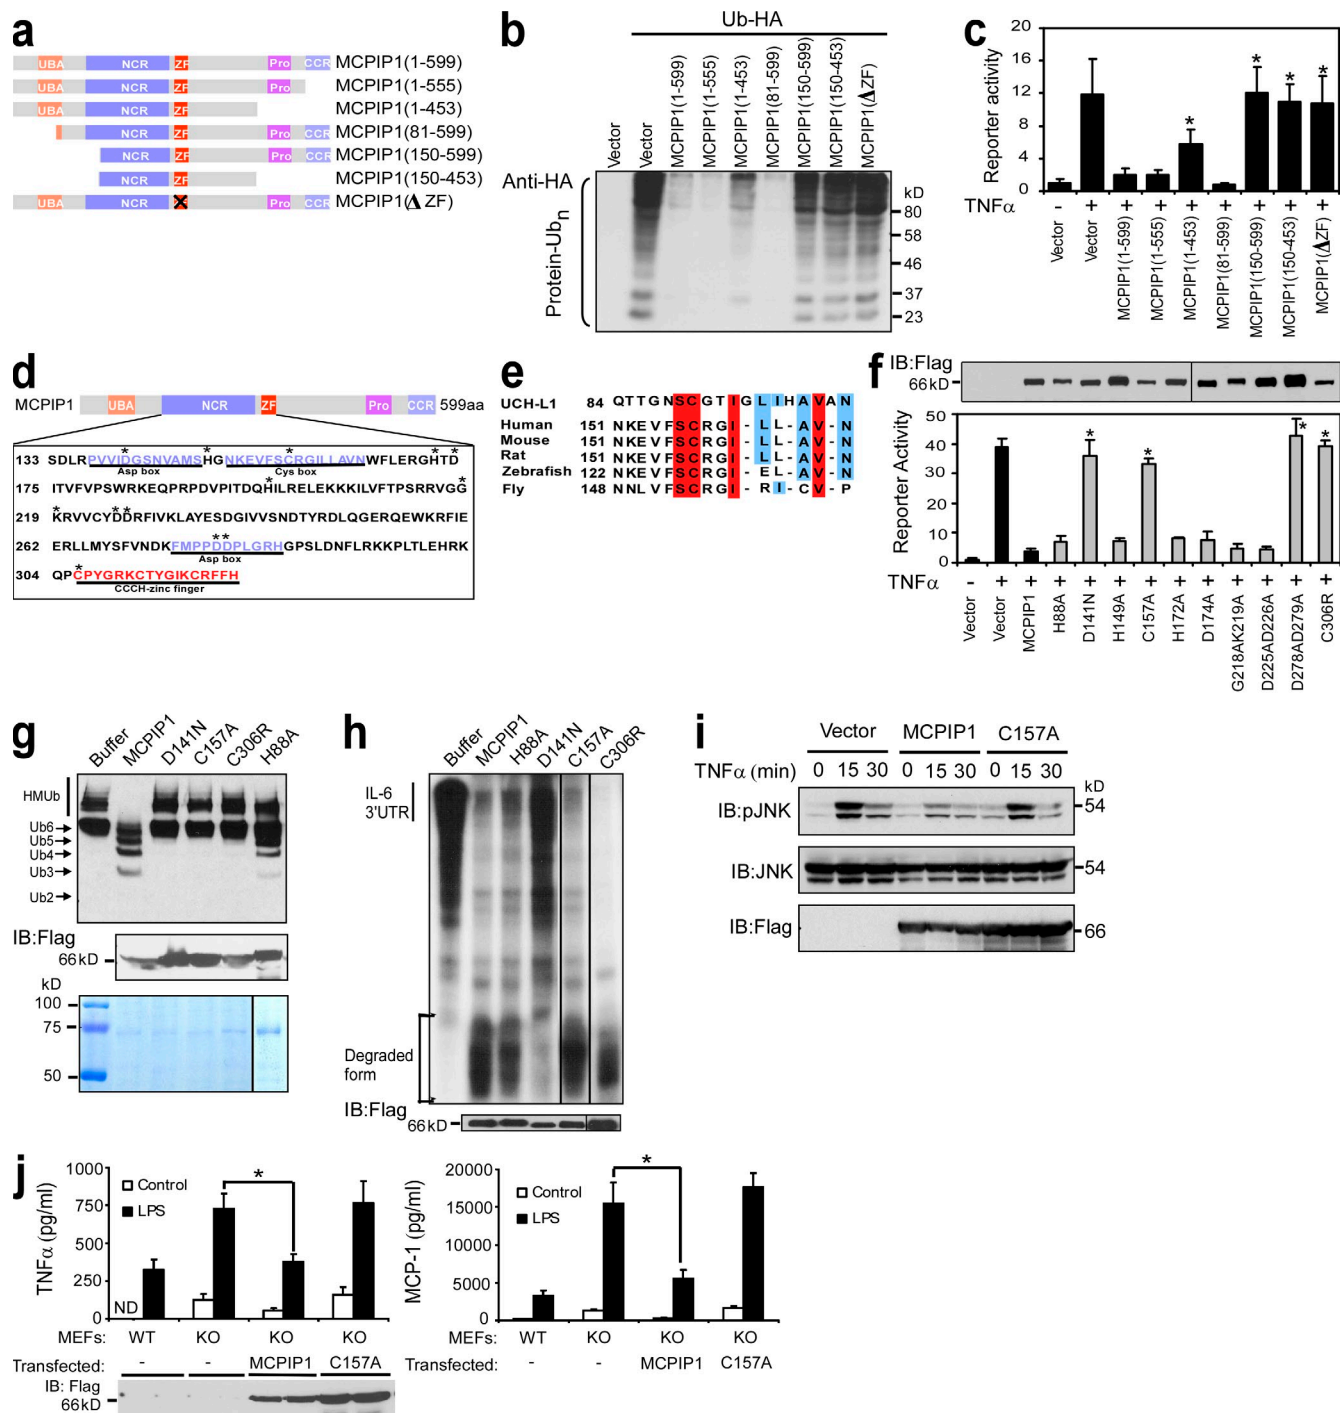 a
UBA NCR ZF Pro CCR MCPIP1(1-599)
UBA NCR ZF Pro MCPIP1(1-555)
UBA NCR ZF MCPIP1(1-453)
NCR ZF Pro CCR MCPIP1(81-599)
NCR ZF Pro CCR MCPIP1(150-599)
NCR ZF MCPIP1(150-453)
UBA NCR ZF Pro CCR MCPIP1(Δ ZF)
b
Ub-HA
Vector
Vector
MCPIP1(1-599)
MCPIP1(1-555)
MCPIP1(1-453)
MCPIP1(81-599)
MCPIP1(150-599)
MCPIP1(150-453)
MCPIP1(ΔZF)
Anti-HA
kD
80
58
46
37
23
Protein-Ubn
c
Reporter activity
20
16
12
8
4
0
* * * *
TNFα - + + + + + + + +
Vector
Vector
MCPIP1(1-599)
MCPIP1(1-555)
MCPIP1(1-453)
MCPIP1(81-599)
MCPIP1(150-599)
MCPIP1(150-453)
MCPIP1(ΔZF)
d
MCPIP1 UBA NCR ZF Pro CCR 599aa
133 SDLRPVVIDGSNVAMSHGNKEVFSCRGILLAVNWFLERGHTD
Asp box Cys box
175 ITVFVPSWRKEQPRPDVPITDQHILRELEKKKILVFTPSRRVGG
219 KRVVCYDDRFIVKLAYESDGIVVSNDTYRDLQGERQEWKRFIE
262 ERLLMYSFVNDKFMPPDDPLGRHGPSLDNFLRKKPLTLEHRK
Asp box
304 QPCPYGRKCTYGIKCRFFH
CCCH-zinc finger
e
UCH-L1 84 QTTGNSCGTIGLIHAVAN
Human 151 NKEVFSCRGI-LL-AV-N
Mouse 151 NKEVFSCRGI-LL-AV-N
Rat 151 NKEVFSCRGI-LL-AV-N
Zebrafish 122 NKEVFSCRGI-EL-AV-N
Fly 148 NNLVFSCRGI-RI-CV-P
f
IB:Flag
66kD
Reporter Activity
50
40
30
20
10
0
* * * *
TNFα - + + + + + + + + + + + +
Vector
Vector
MCPIP1
H88A
D141N
H149A
C157A
H172A
D174A
G218AK219A
D225AD226A
D278AD279A
C306R
g
Buffer
MCPIP1
D141N
C157A
C306R
H88A
HMUb
Ub6
Ub5
Ub4
Ub3
Ub2
IB:Flag
66kD
kD
100
75
50
h
Buffer
MCPIP1
H88A
D141N
C157A
C306R
IL-6
3'UTR
Degraded
form
IB:Flag
66kD
i
Vector MCPIP1 C157A
TNFα (min) 0 15 30 0 15 30 0 15 30
kD
IB:pJNK 54
IB:JNK 54
IB:Flag 66
j
TNFα (pg/ml)
1000
750
500
250
0
Control
LPS
*
ND
MEFs: WT KO KO KO
Transfected: - - MCPIP1 C157A
IB: Flag
66kD
MCP-1 (pg/ml)
20000
15000
10000
5000
0
Control
LPS
*
MEFs: WT KO KO KO
Transfected: - - MCPIP1 C157A